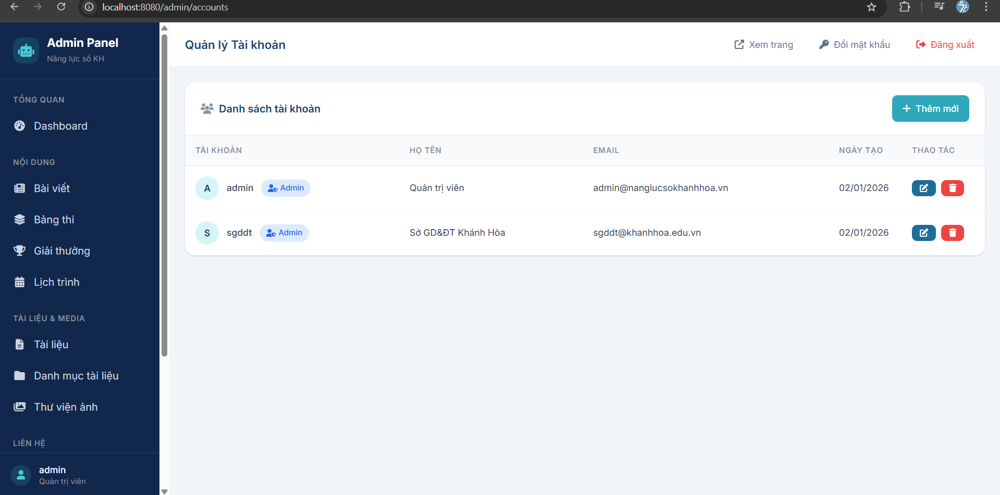 localhost:8080/admin/accounts
Admin Panel
Năng lực số KH
TỔNG QUAN
Dashboard
NỘI DUNG
Bài viết
Bảng thi
Giải thưởng
Lịch trình
TÀI LIỆU & MEDIA
Tài liệu
Danh mục tài liệu
Thư viện ảnh
LIÊN HỆ
admin
Quản trị viên
Quản lý Tài khoản
Xem trang
Đổi mật khẩu
Đăng xuất
Danh sách tài khoản
+ Thêm mới
TÀI KHOẢN HỌ TÊN EMAIL NGÀY TẠO THAO TÁC
A admin Admin Quản trị viên admin@nanglucsokhanhhoa.vn 02/01/2026
S sgddt Admin Sở GD&ĐT Khánh Hòa sgddt@khanhhoa.edu.vn 02/01/2026